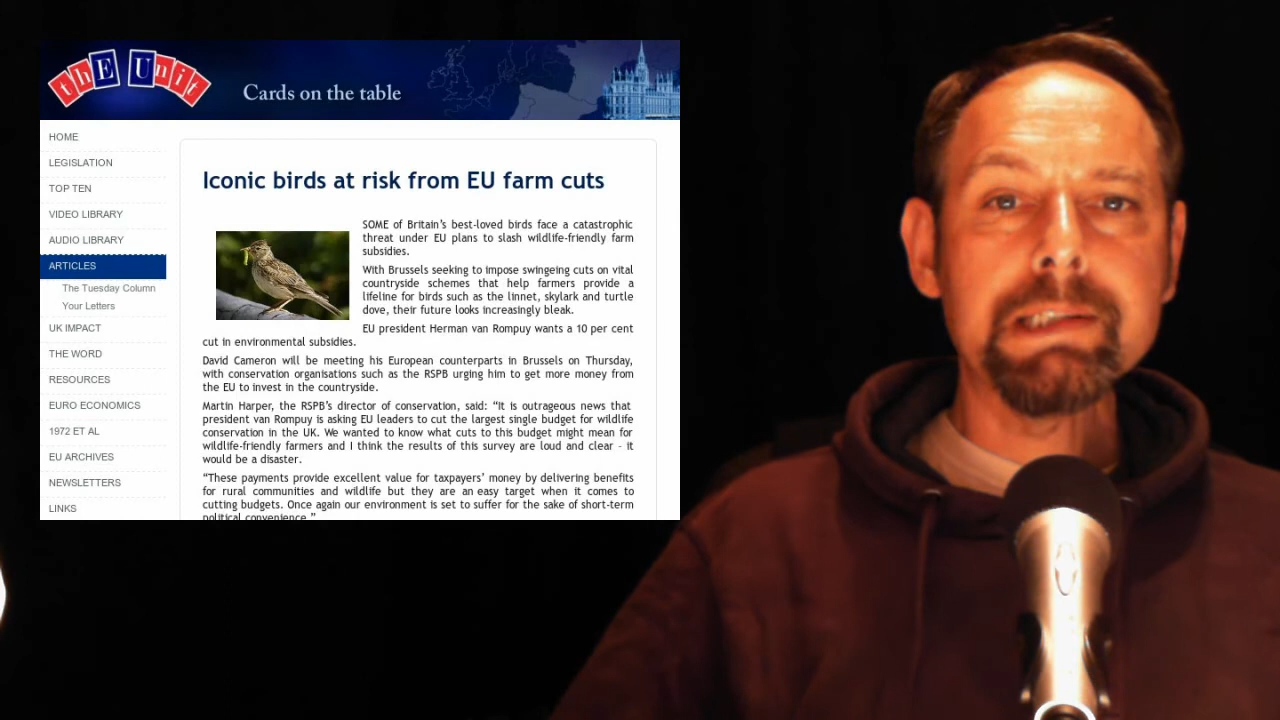 thE Unit
Cards on the table
HOME
LEGISLATION
TOP TEN
VIDEO LIBRARY
AUDIO LIBRARY
ARTICLES
The Tuesday Column
Your Letters
UK IMPACT
THE WORD
RESOURCES
EURO ECONOMICS
1972 ET AL
EU ARCHIVES
NEWSLETTERS
LINKS
Iconic birds at risk from EU farm cuts
SOME of Britain's best-loved birds face a catastrophic
threat under EU plans to slash wildlife-friendly farm
subsidies.
With Brussels seeking to impose swingeing cuts on vital
countryside schemes that help farmers provide a
lifeline for birds such as the linnet, skylark and turtle
dove, their future looks increasingly bleak.
EU president Herman van Rompuy wants a 10 per cent
cut in environmental subsidies.
David Cameron will be meeting his European counterparts in Brussels on Thursday,
with conservation organisations such as the RSPB urging him to get more money from
the EU to invest in the countryside.
Martin Harper, the RSPB's director of conservation, said: “It is outrageous news that
president van Rompuy is asking EU leaders to cut the largest single budget for wildlife
conservation in the UK. We wanted to know what cuts to this budget might mean for
wildlife-friendly farmers and I think the results of this survey are loud and clear - it
would be a disaster.
“These payments provide excellent value for taxpayers' money by delivering benefits
for rural communities and wildlife but they are an easy target when it comes to
cutting budgets. Once again our environment is set to suffer for the sake of short-term
political convenience.”